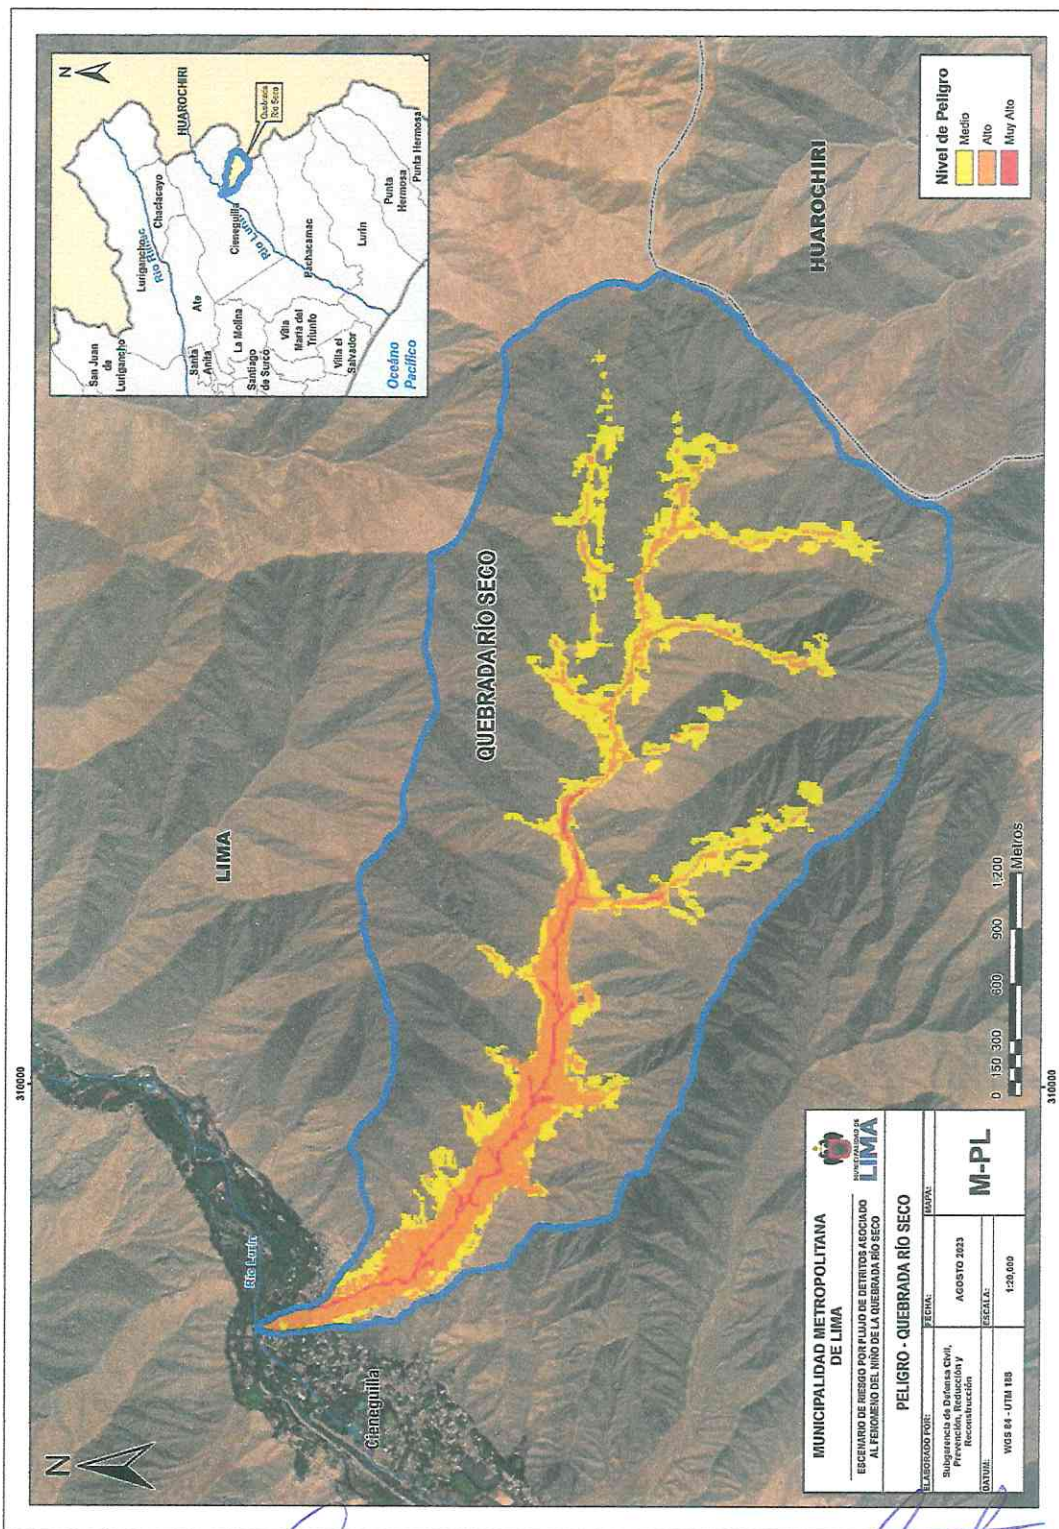 310000
N
HUAROCHIRI
Quebrada
Río Seco
Chaclacayo
Lurigancho
Río Rímac
Cieneguilla
Río Lurín
San Juan
de
Lurigancho
Ate
Santa
Anita
La Molina
Santiago
de Surco
Villa
María del
Triunfo
Villa el
Salvador
Pachacamac
Lurín
Punta
Hermosa
Punta Hermosa
Océano
Pacífico
Nivel de Peligro
Medio
Alto
Muy Alto
LIMA
HUAROCHIRI
QUEBRADA RÍO SECO
Río Lurín
Cieneguilla
N
0 150 300 600 900 1,200
Metros
MUNICIPALIDAD METROPOLITANA
DE LIMA
MUNICIPALIDAD DE
LIMA
ESCENARIO DE RIESGO POR FLUJO DE DETRITOS ASOCIADO
AL FENOMENO DEL NIÑO DE LA QUEBRADA RÍO SECO
PELIGRO - QUEBRADA RÍO SECO
ELABORADO POR:
Subgerencia de Defensa Civil,
Prevención, Reducción y
Reconstrucción
FECHA:
AGOSTO 2023
MAPA:
M-PL
DATUM:
WGS 84 - UTM 18S
ESCALA:
1:20,000
310000